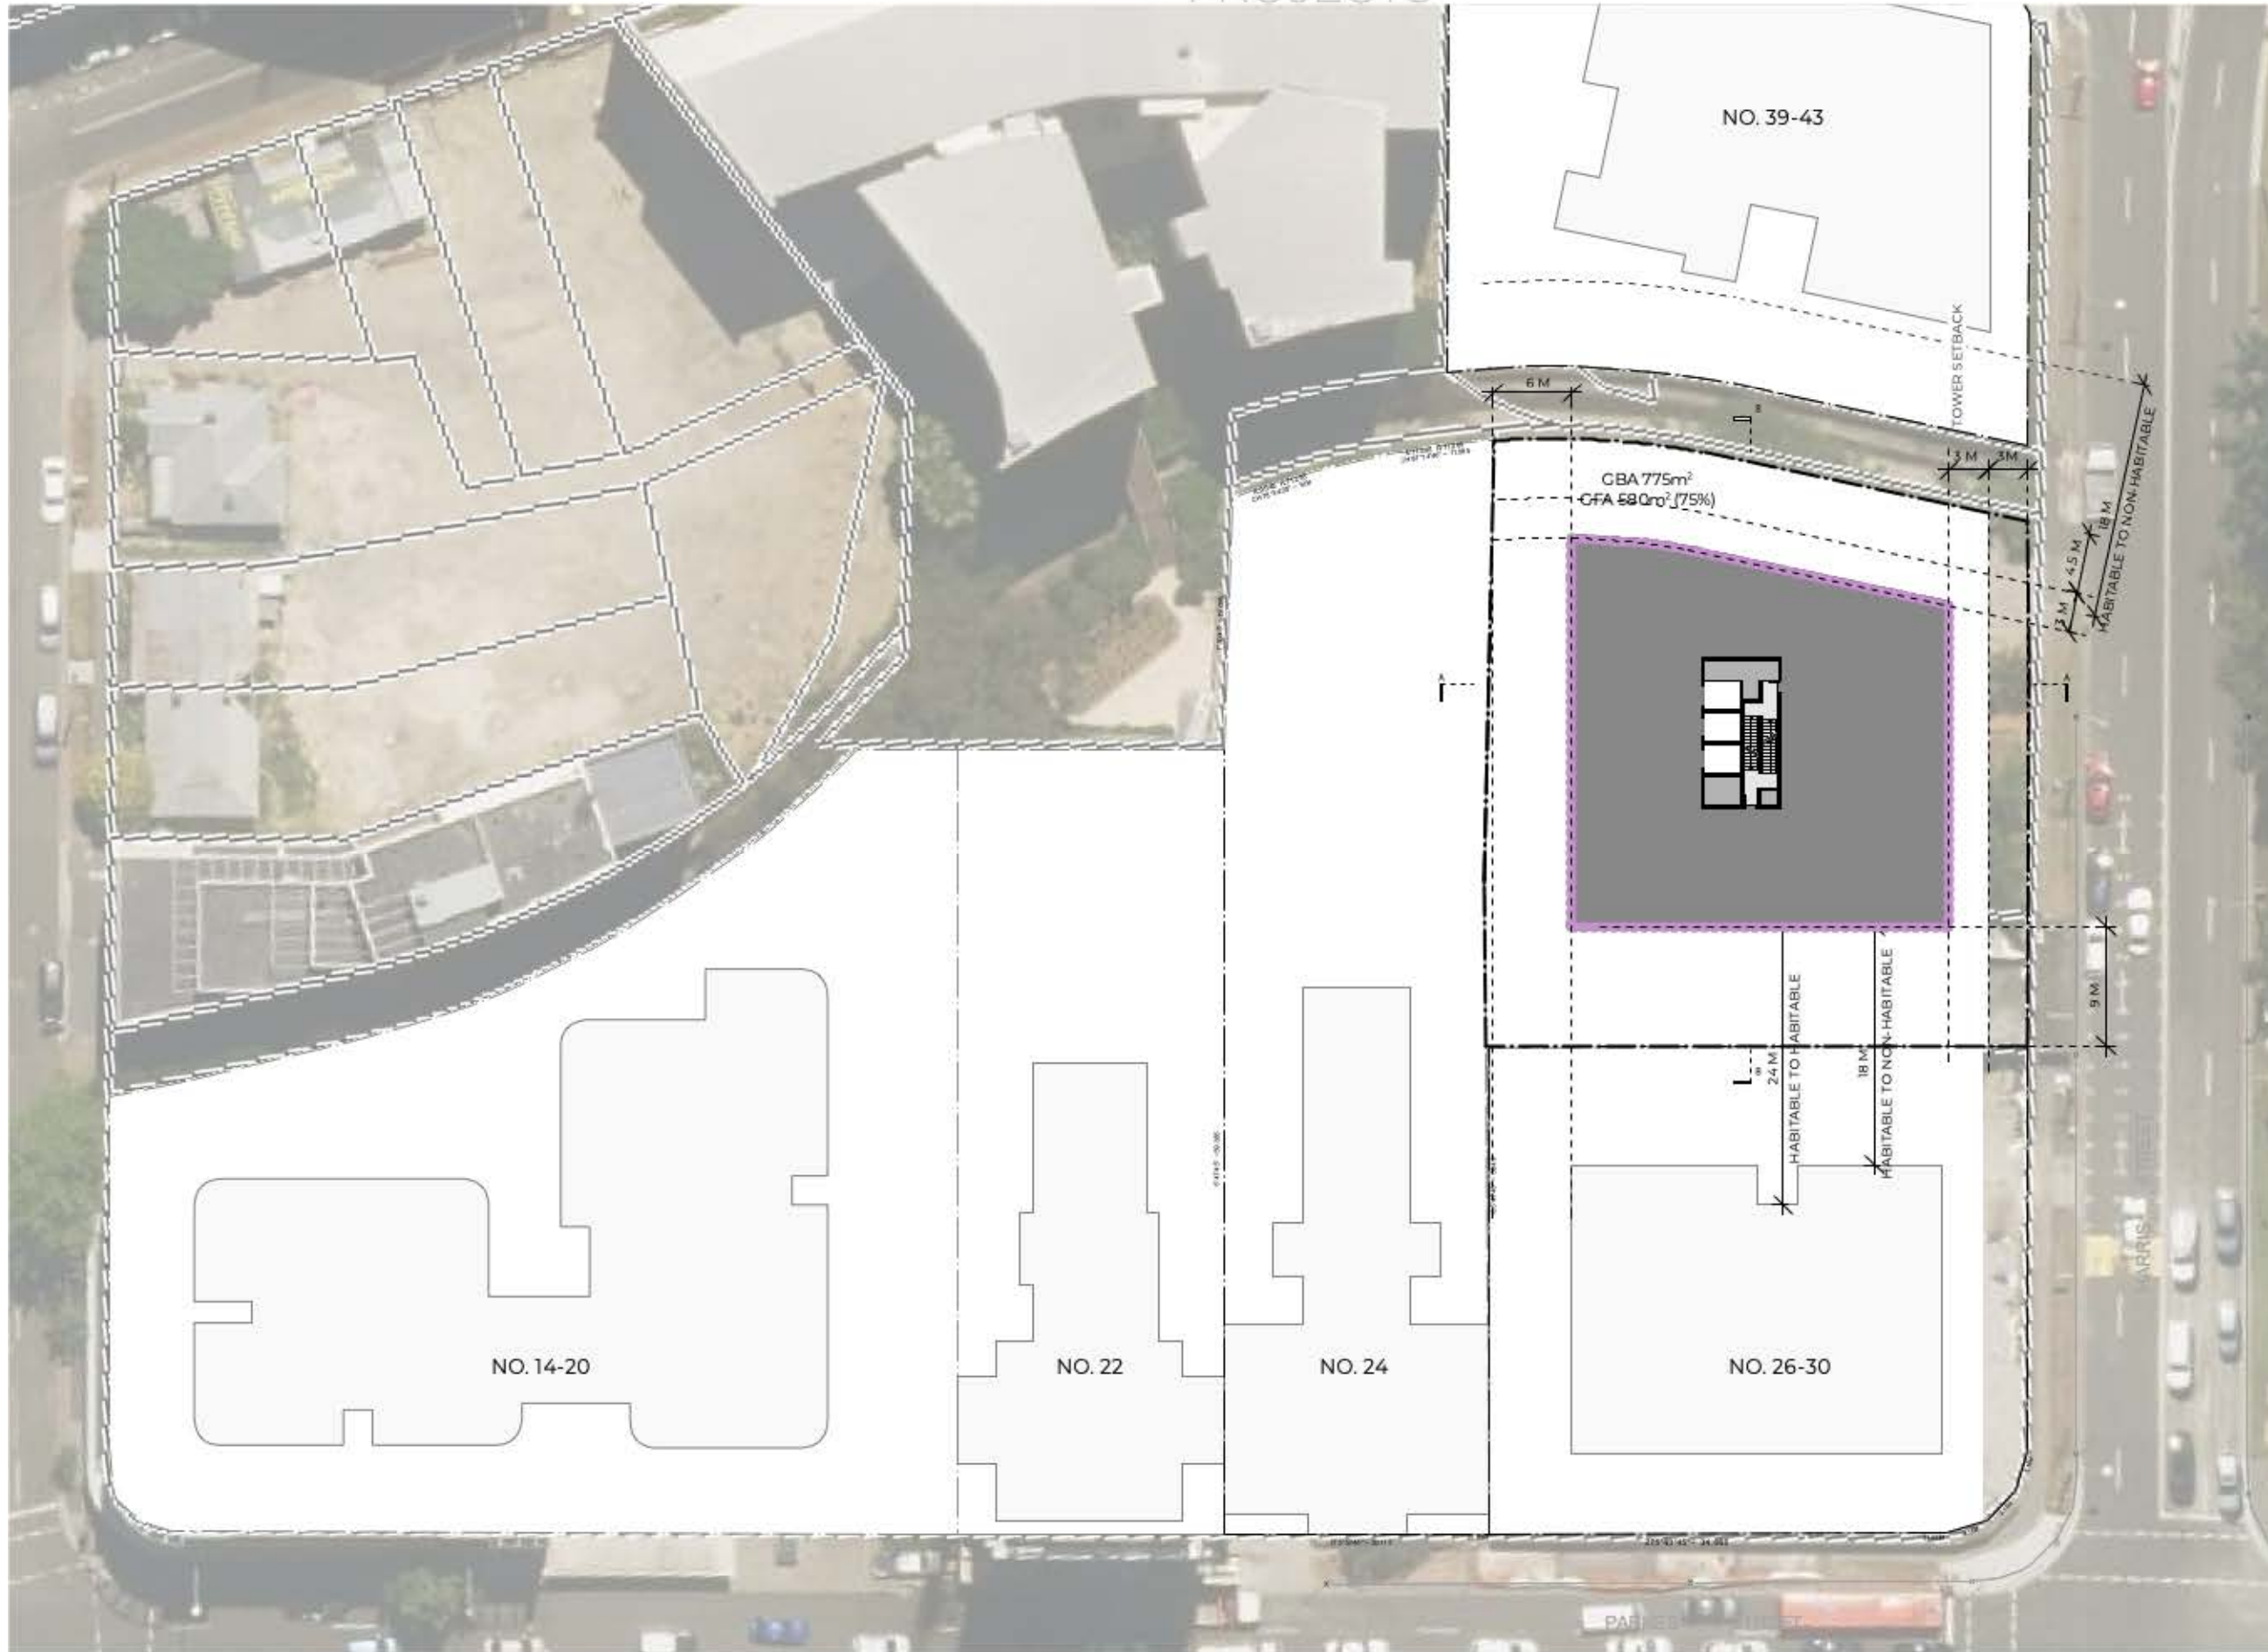 NO. 39-43
TOWER SETBACK
6 M
3 M
3M
GBA 775m²
GFA 580m² (75%)
18 M
HABITABLE TO NON-HABITABLE
4.5 M
3 M
A
A
B
9 M
24 M
HABITABLE TO HABITABLE
18 M
HABITABLE TO NON-HABITABLE
B
NO. 14-20
NO. 22
NO. 24
NO. 26-30